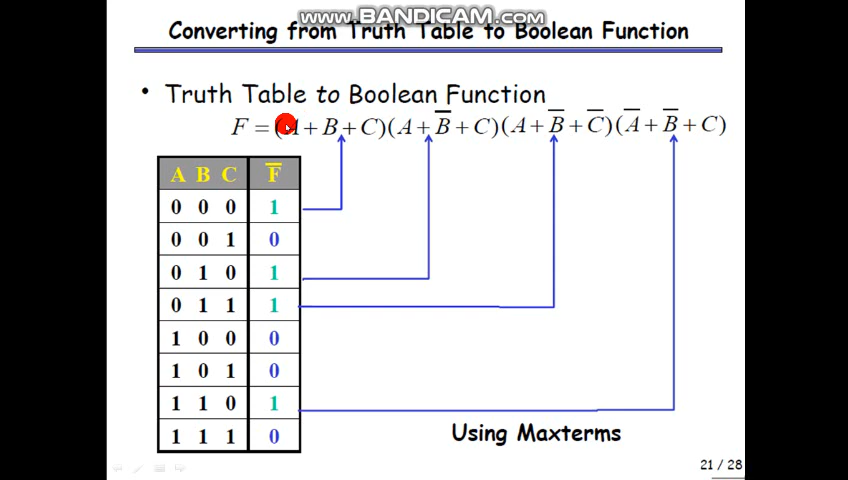 www.BANDICAM.com
Converting from Truth Table to Boolean Function
• Truth Table to Boolean Function
F = (A + B + C)(A + B̅ + C)(A + B̅ + C̅)(A̅ + B̅ + C)
A B C F̅
0 0 0 1
0 0 1 0
0 1 0 1
0 1 1 1
1 0 0 0
1 0 1 0
1 1 0 1
1 1 1 0
Using Maxterms
21 / 28